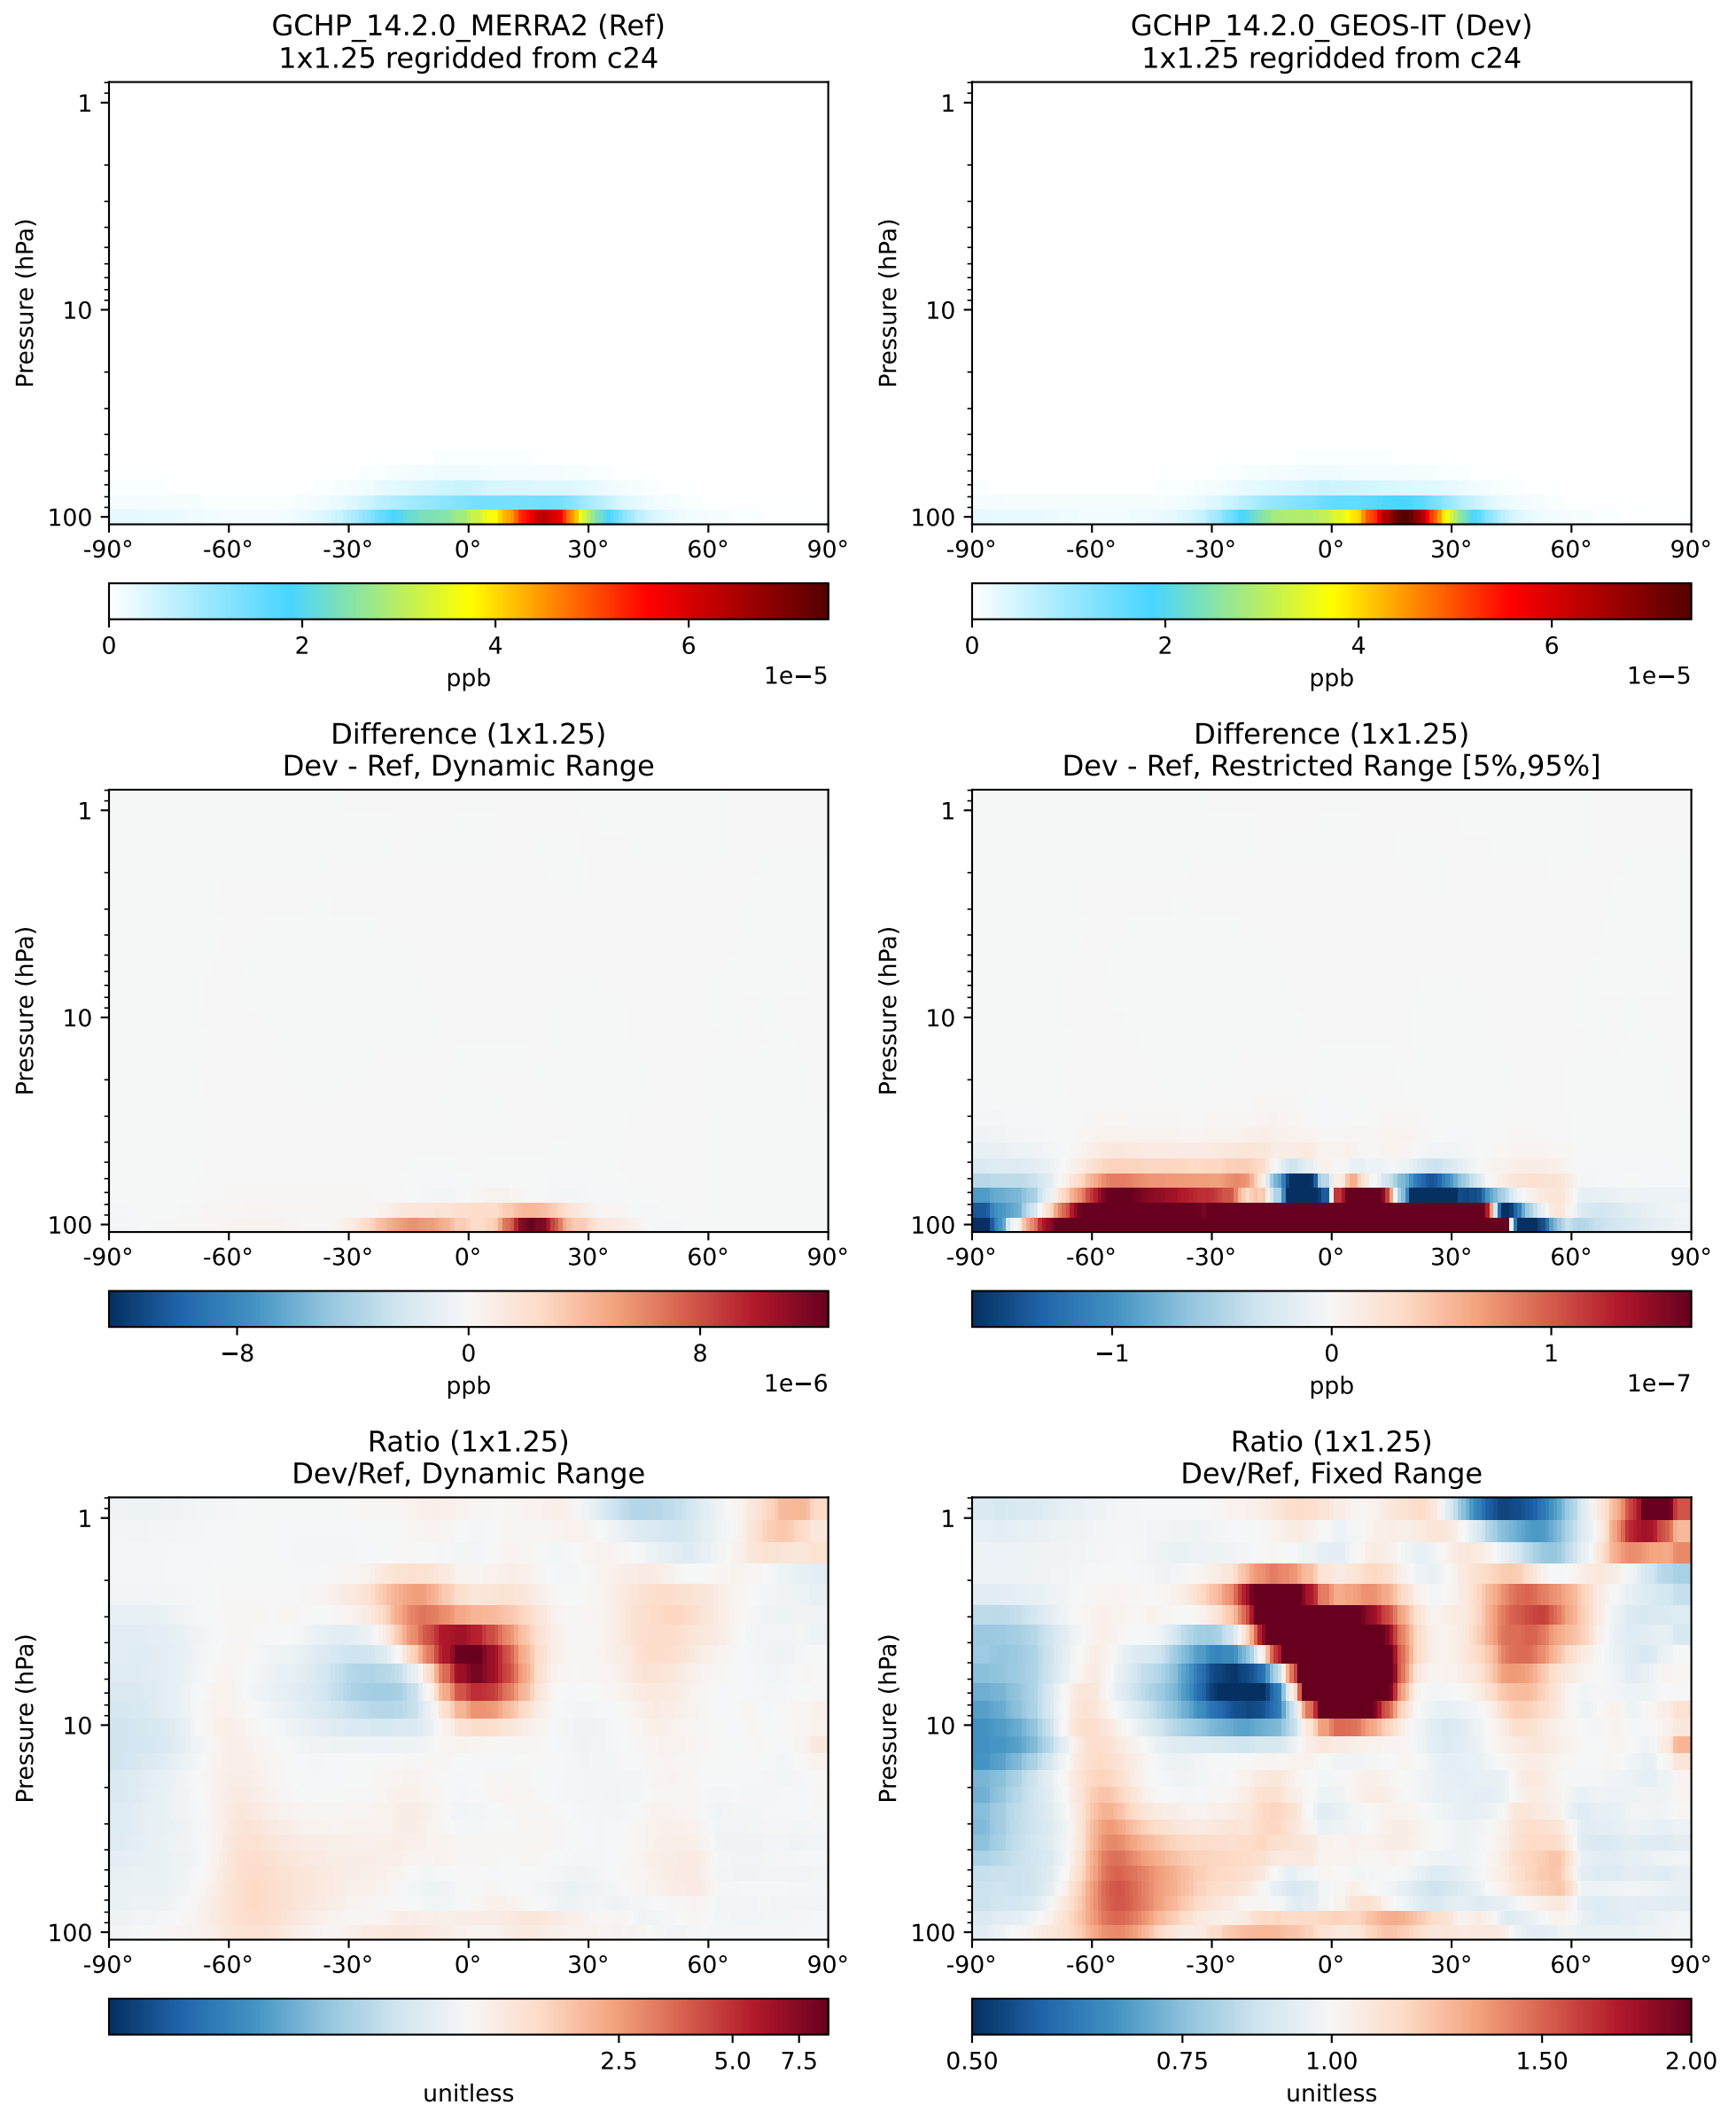 GCHP_14.2.0_MERRA2 (Ref)
1x1.25 regridded from c24
Pressure (hPa)
1
10
100
-90° -60° -30° 0° 30° 60° 90°
0 2 4 6
1e−5
ppb
GCHP_14.2.0_GEOS-IT (Dev)
1x1.25 regridded from c24
Pressure (hPa)
1
10
100
-90° -60° -30° 0° 30° 60° 90°
0 2 4 6
1e−5
ppb
Difference (1x1.25)
Dev - Ref, Dynamic Range
Pressure (hPa)
1
10
100
-90° -60° -30° 0° 30° 60° 90°
−8 0 8
1e−6
ppb
Difference (1x1.25)
Dev - Ref, Restricted Range [5%,95%]
Pressure (hPa)
1
10
100
-90° -60° -30° 0° 30° 60° 90°
−1 0 1
1e−7
ppb
Ratio (1x1.25)
Dev/Ref, Dynamic Range
Pressure (hPa)
1
10
100
-90° -60° -30° 0° 30° 60° 90°
2.5 5.0 7.5
unitless
Ratio (1x1.25)
Dev/Ref, Fixed Range
Pressure (hPa)
1
10
100
-90° -60° -30° 0° 30° 60° 90°
0.50 0.75 1.00 1.50 2.00
unitless